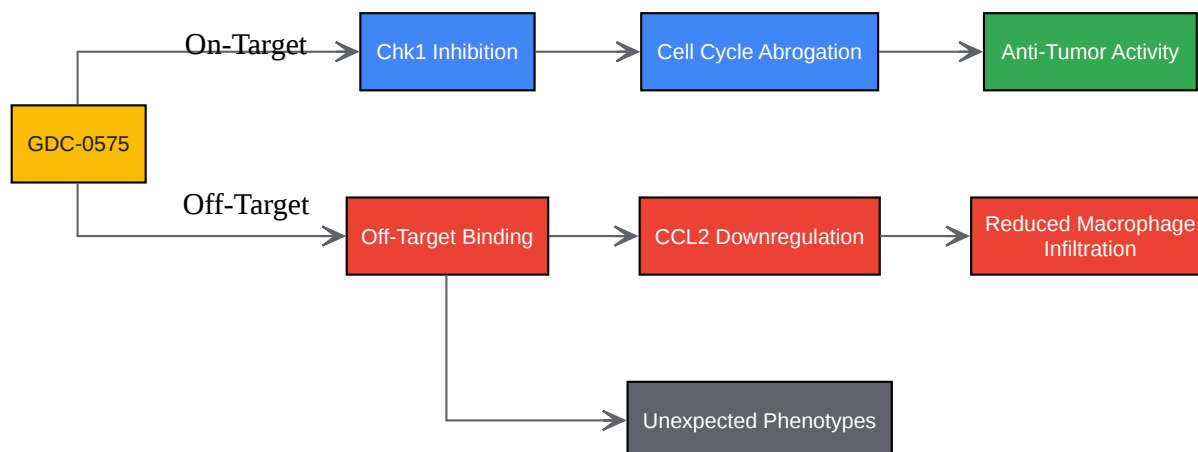 On-Target
Chk1 Inhibition
Cell Cycle Abrogation
Anti-Tumor Activity
GDC-0575
Off-Target
Off-Target Binding
CCL2 Downregulation
Reduced Macrophage
Infiltration
Unexpected Phenotypes